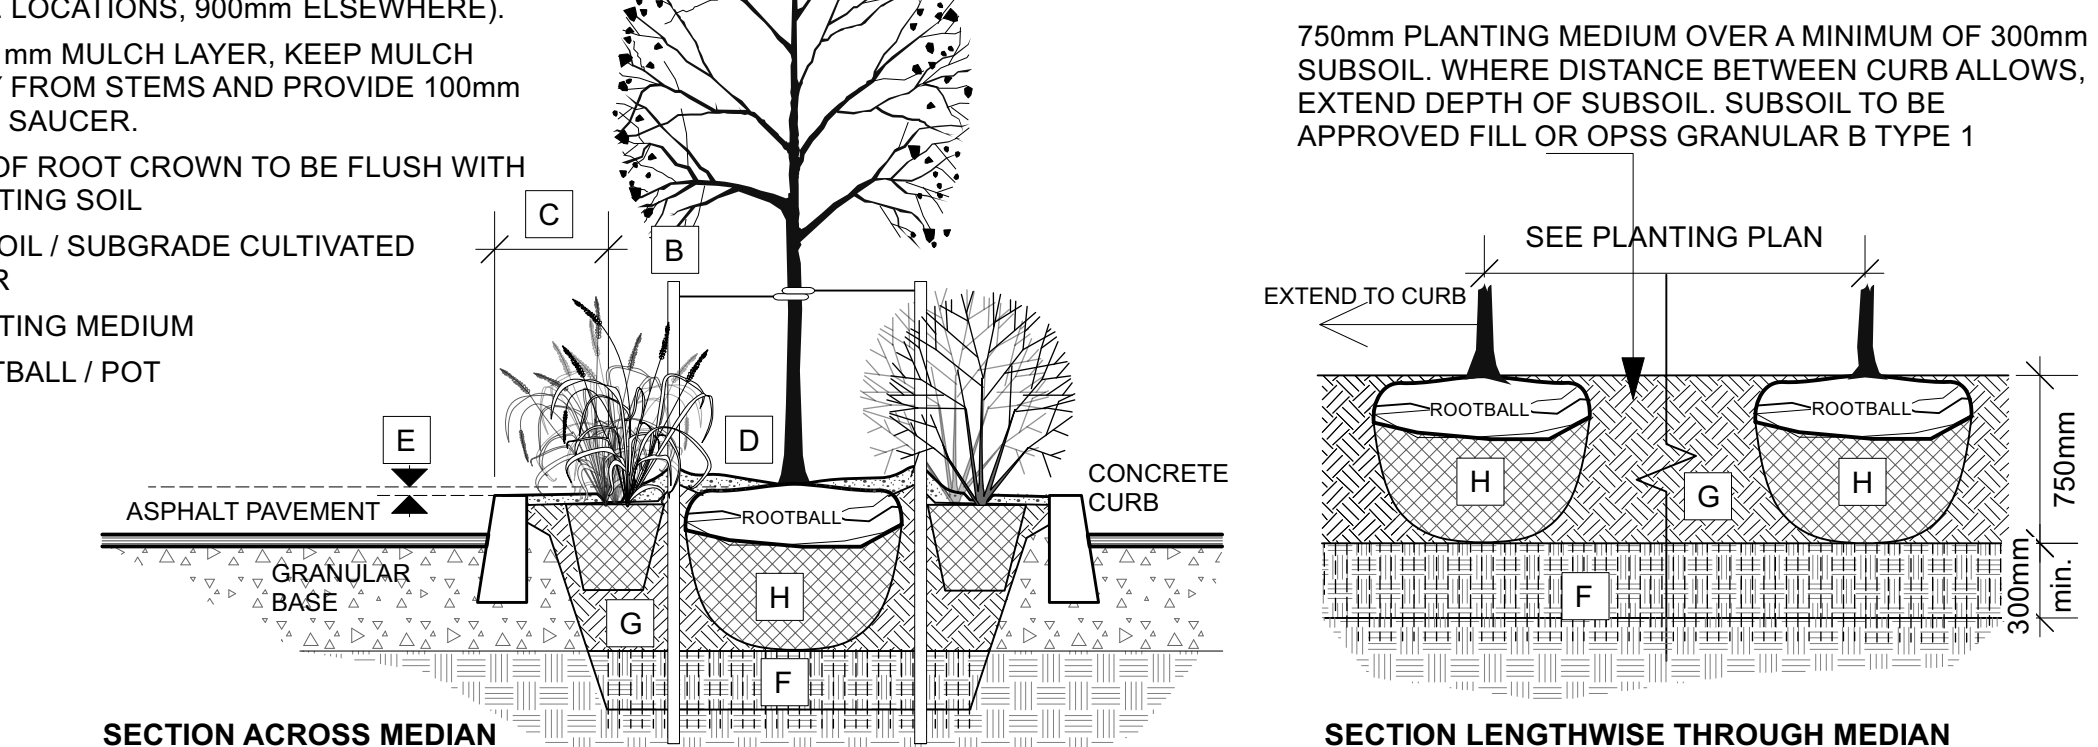 LOCATIONS, 900mm ELSEWHERE).
mm MULCH LAYER, KEEP MULCH
FROM STEMS AND PROVIDE 100mm
SAUCER.
OF ROOT CROWN TO BE FLUSH WITH
TING SOIL
OIL / SUBGRADE CULTIVATED
R
TING MEDIUM
TBALL / POT
C
B
E
D
ASPHALT PAVEMENT
CONCRETE
CURB
ROOTBALL
GRANULAR
BASE
H
G
F
SECTION ACROSS MEDIAN
750mm PLANTING MEDIUM OVER A MINIMUM OF 300mm
SUBSOIL. WHERE DISTANCE BETWEEN CURB ALLOWS,
EXTEND DEPTH OF SUBSOIL. SUBSOIL TO BE
APPROVED FILL OR OPSS GRANULAR B TYPE 1
SEE PLANTING PLAN
EXTEND TO CURB
ROOTBALL
ROOTBALL
H
G
H
750mm
F
300mm
min.
SECTION LENGTHWISE THROUGH MEDIAN